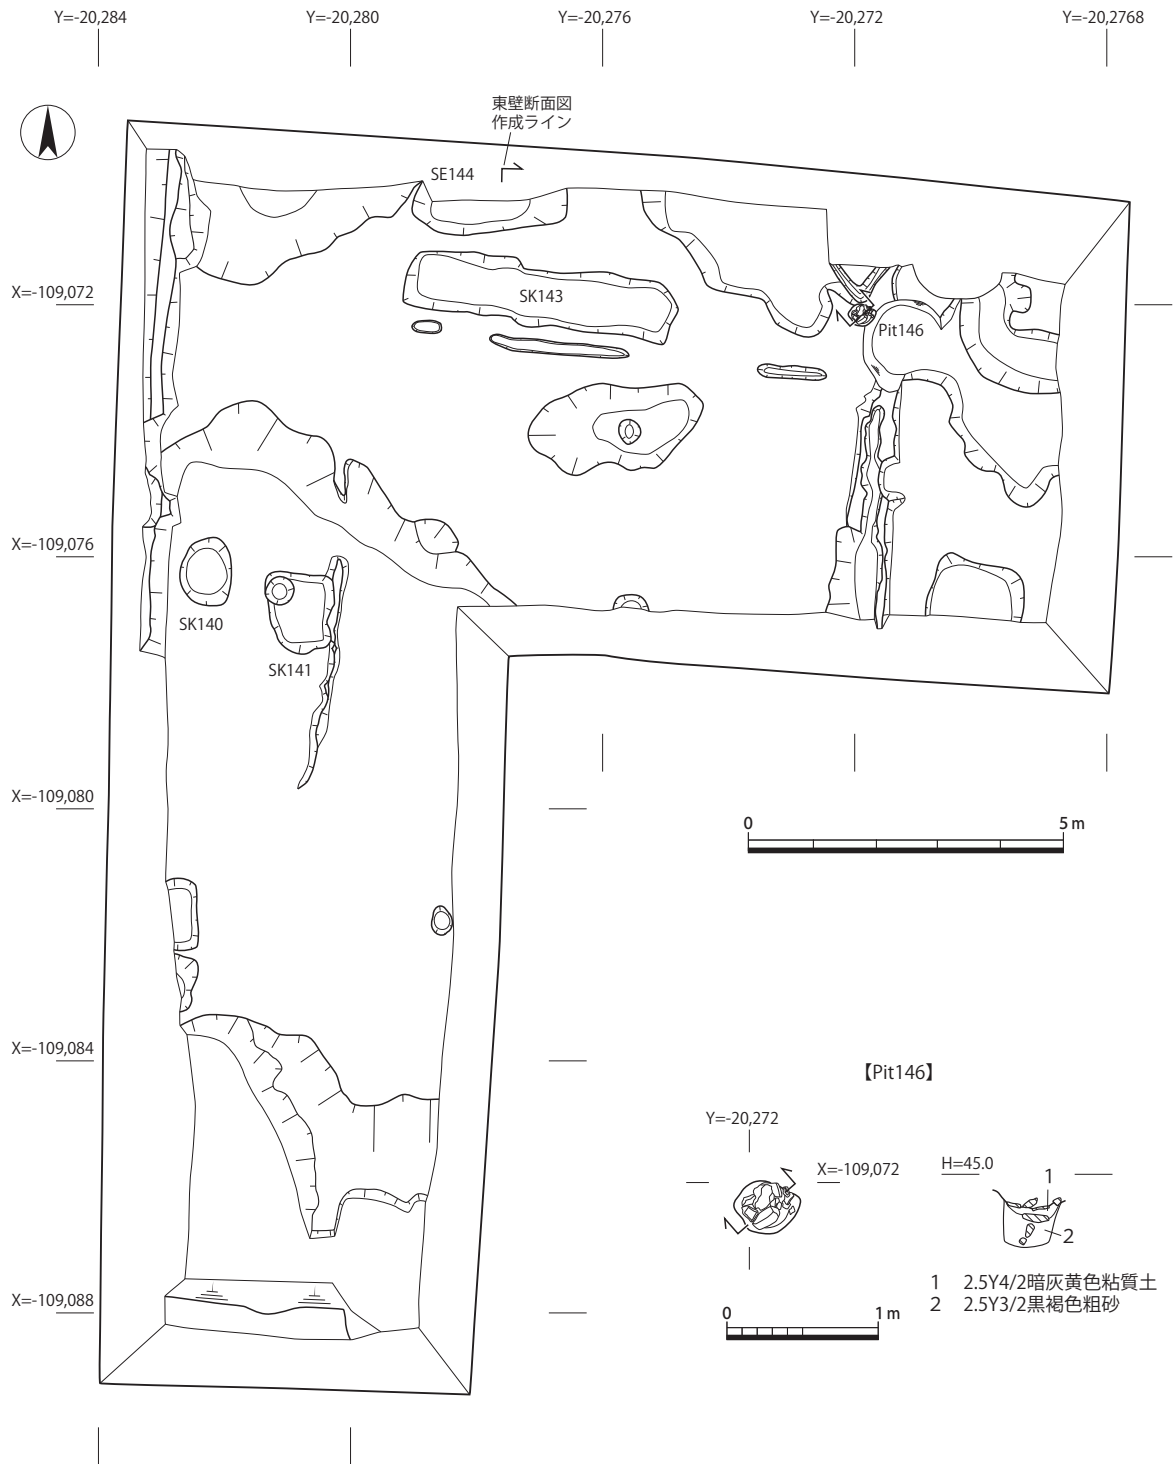 Y=-20,284
Y=-20,280
Y=-20,276
Y=-20,272
Y=-20,2768
東壁断面図
作成ライン
SE144
X=-109,072
SK143
Pit146
X=-109,076
SK140
SK141
X=-109,080
0
5 m
X=-109,084
【Pit146】
Y=-20,272
X=-109,072
H=45.0
1
2
X=-109,088
1 2.5Y4/2暗灰黄色粘質土
2 2.5Y3/2黒褐色粗砂
0
1 m